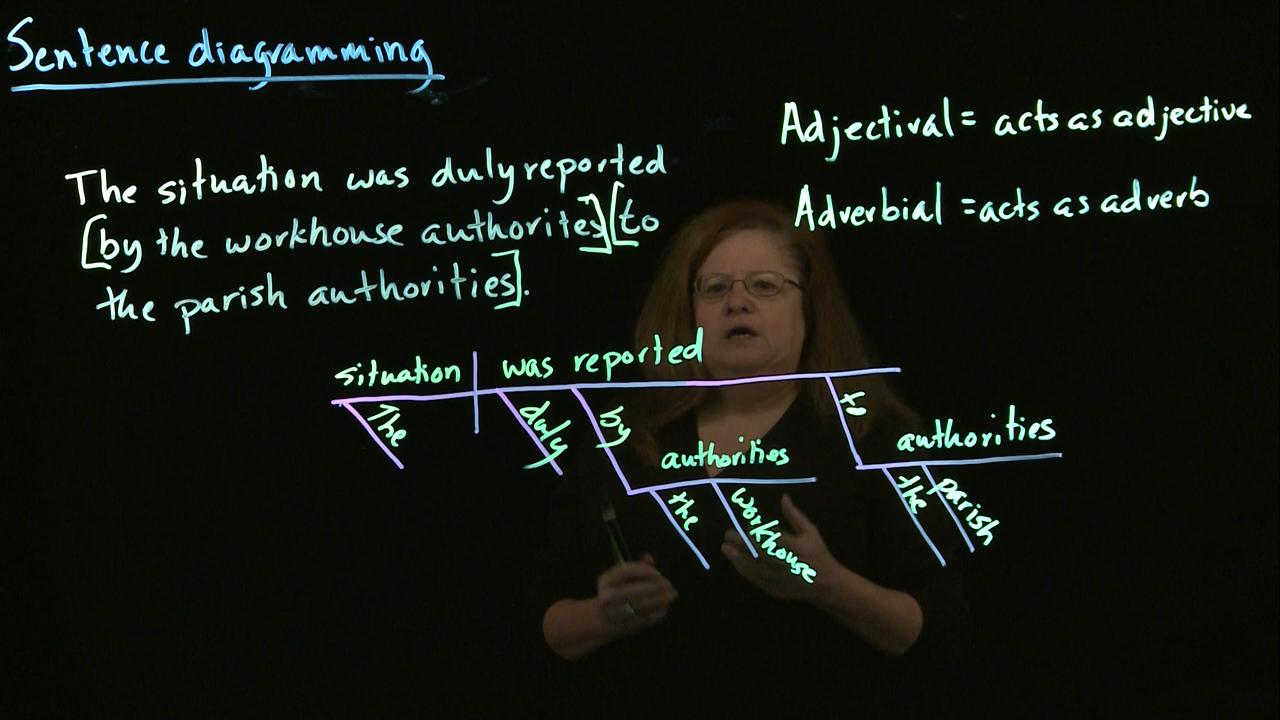 Sentence diagramming
Adjectival = acts as adjective
Adverbial = acts as adverb
The situation was duly reported
[by the workhouse authorites] [to
the parish authorities].
situation was reported
The duly by to
authorities authorities
the workhouse the parish